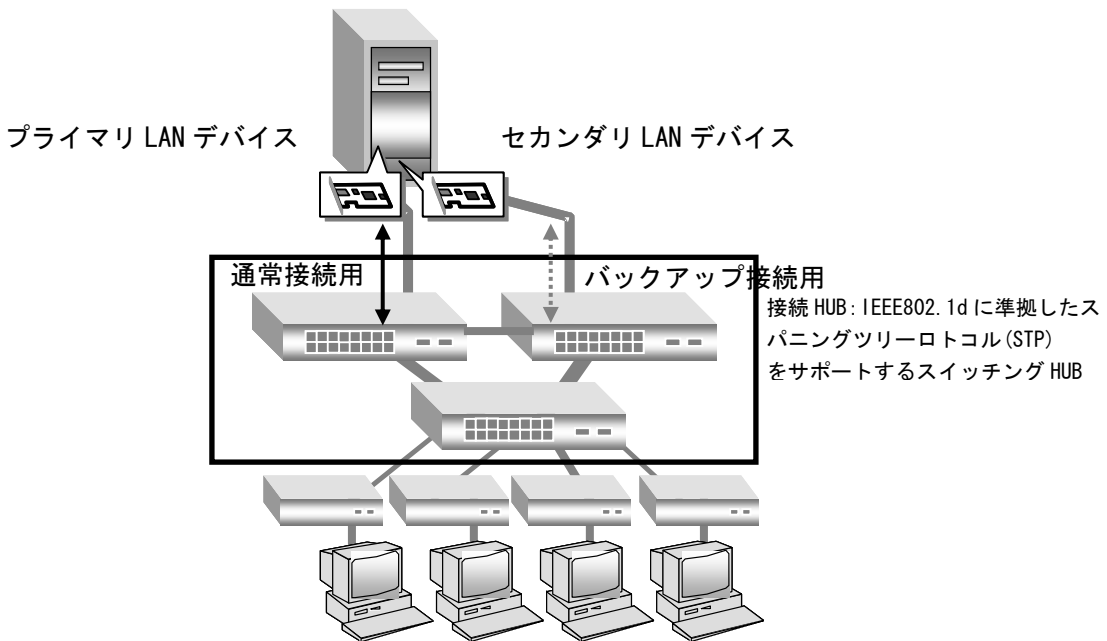 プライマリ LAN デバイス
セカンダリ LAN デバイス
通常接続用
バックアップ接続用
接続 HUB：IEEE802.1d に準拠したス
パニングツリーロトコル(STP)
をサポートするスイッチング HUB